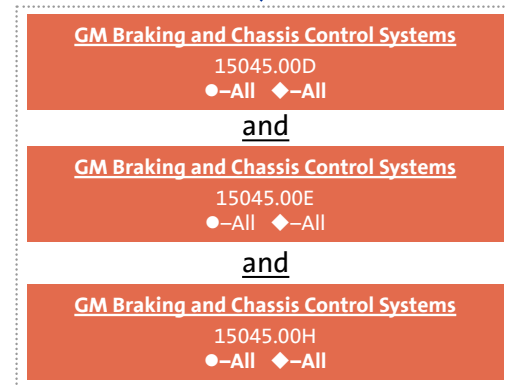 GM Braking and Chassis Control Systems
15045.00D
●–All ◆–All
and
GM Braking and Chassis Control Systems
15045.00E
●–All ◆–All
and
GM Braking and Chassis Control Systems
15045.00H
●–All ◆–All